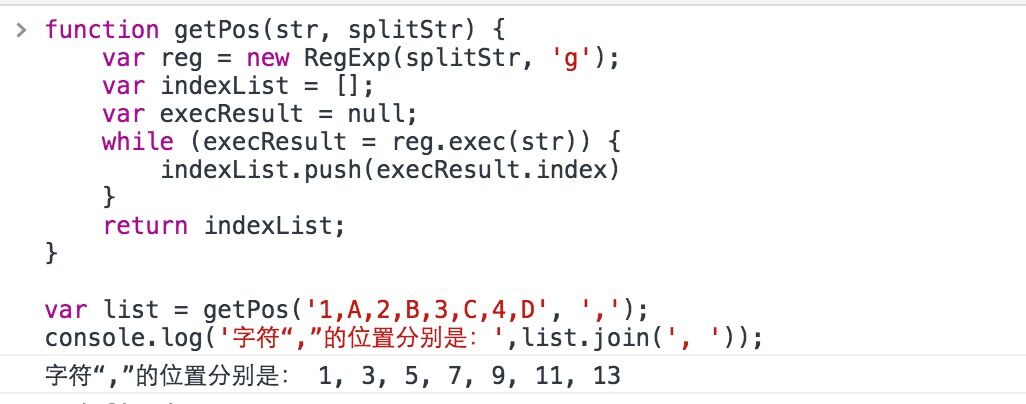 > function getPos(str, splitStr) {
    var reg = new RegExp(splitStr, 'g');
    var indexList = [];
    var execResult = null;
    while (execResult = reg.exec(str)) {
        indexList.push(execResult.index)
    }
    return indexList;
}

var list = getPos('1,A,2,B,3,C,4,D', ',');
console.log('字符“,”的位置分别是：',list.join(', '));
字符“,”的位置分别是： 1, 3, 5, 7, 9, 11, 13